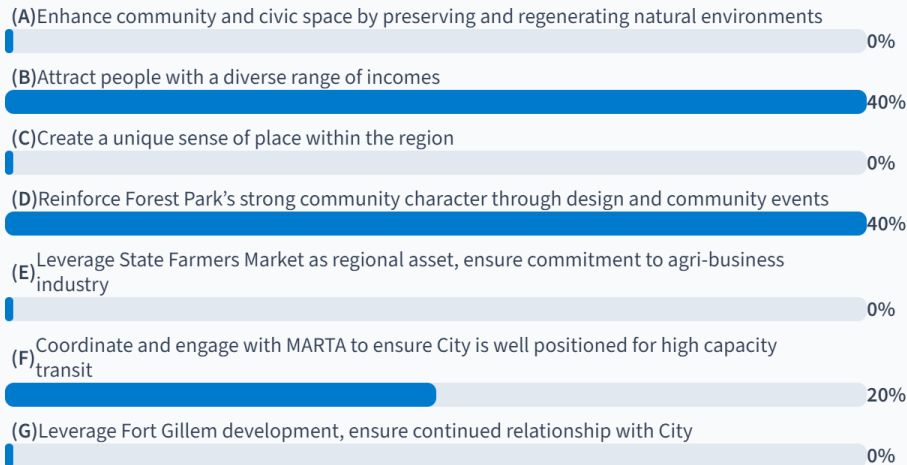 (A)Enhance community and civic space by preserving and regenerating natural environments
0%
(B)Attract people with a diverse range of incomes
40%
(C)Create a unique sense of place within the region
0%
(D)Reinforce Forest Park’s strong community character through design and community events
40%
(E)Leverage State Farmers Market as regional asset, ensure commitment to agri-business
industry
0%
(F)Coordinate and engage with MARTA to ensure City is well positioned for high capacity
transit
20%
(G)Leverage Fort Gillem development, ensure continued relationship with City
0%